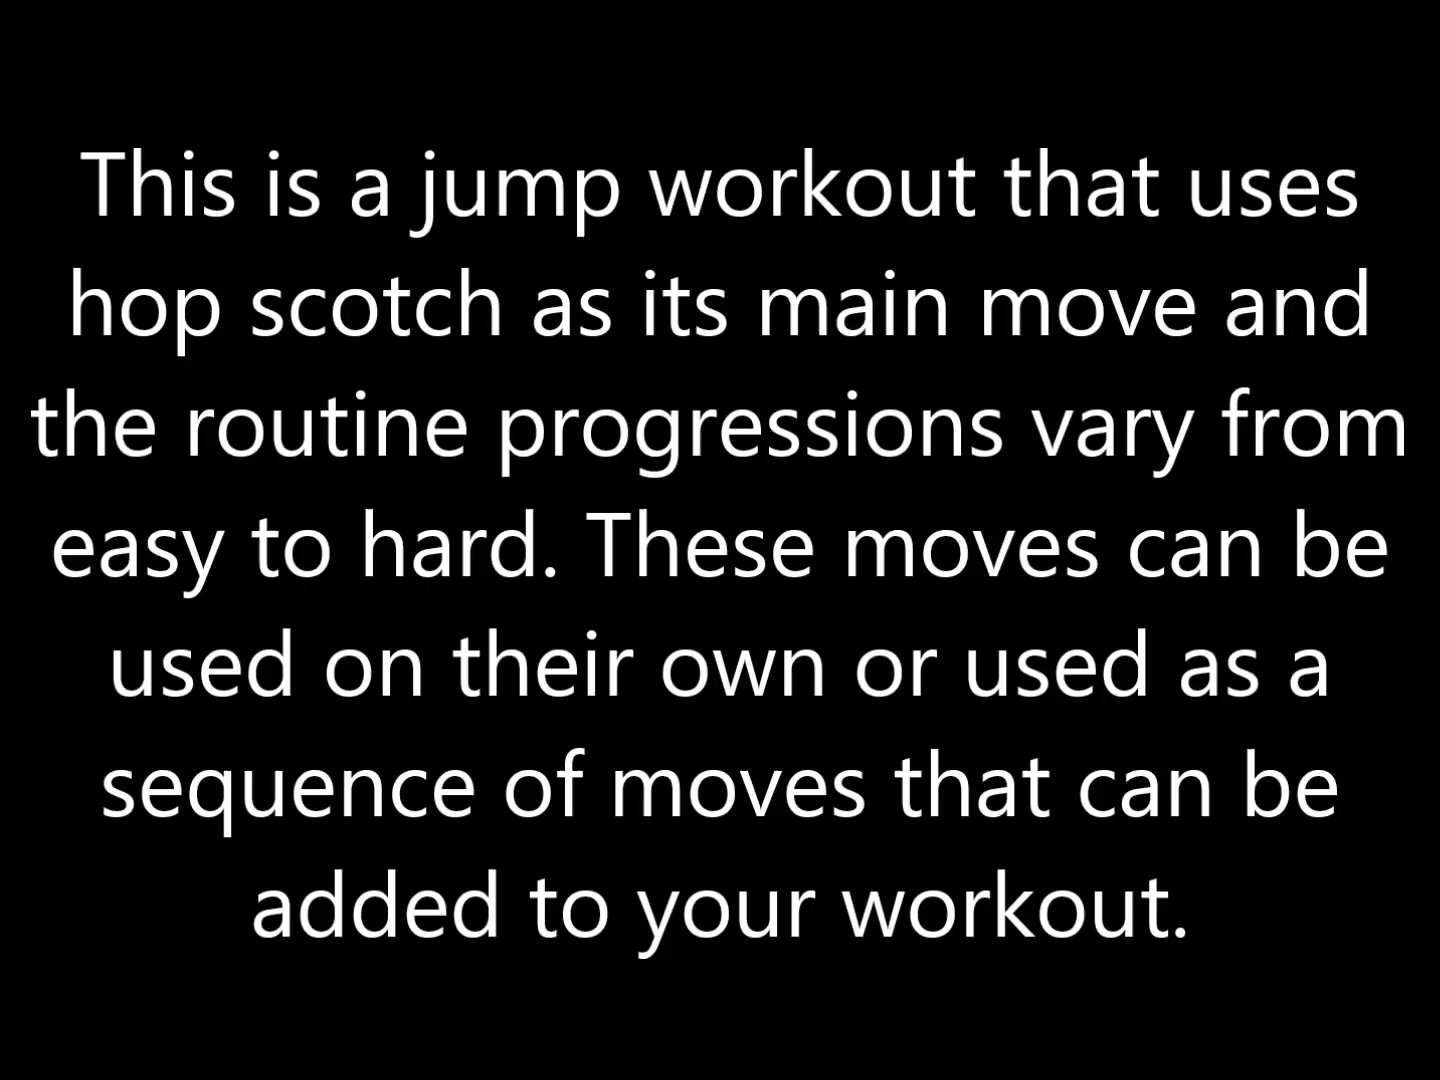 This is a jump workout that uses
hop scotch as its main move and
the routine progressions vary from
easy to hard. These moves can be
used on their own or used as a
sequence of moves that can be
added to your workout.